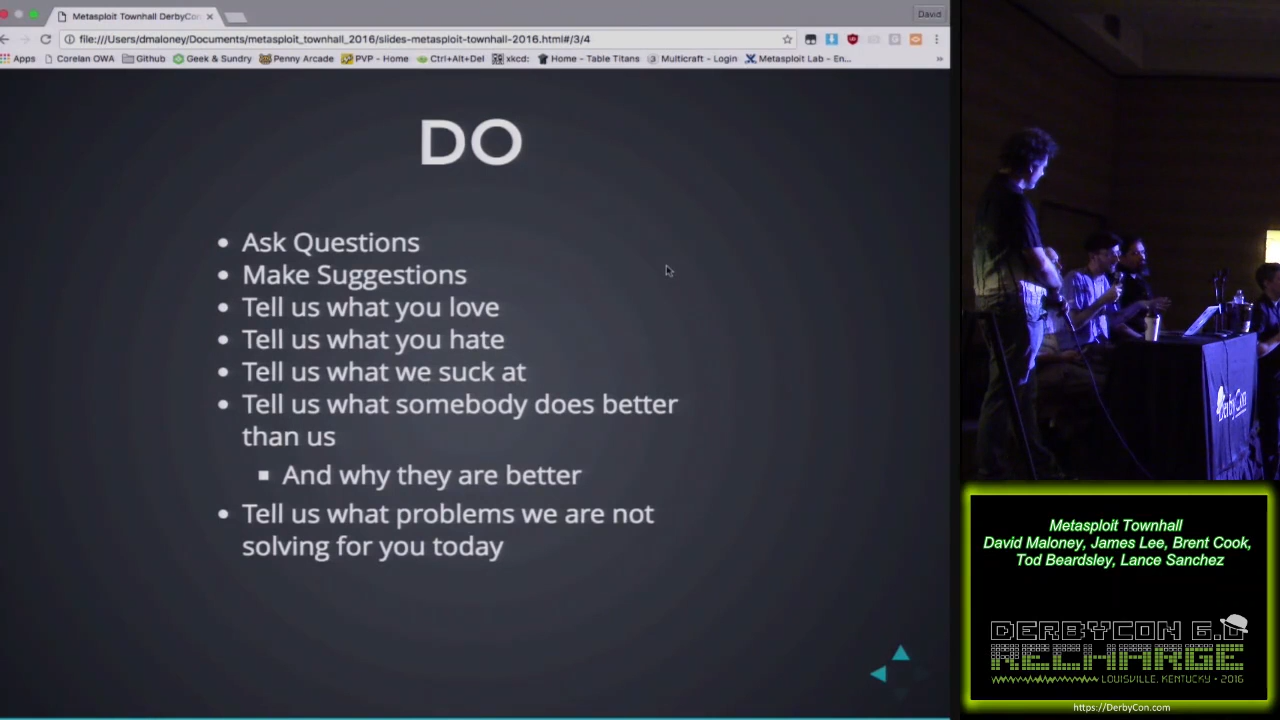 Metasploit Townhall DerbyCon
David
file:///Users/dmaloney/Documents/metasploit_townhall_2016/slides-metasploit-townhall-2016.html#/3/4
Apps Corelan OWA Github Geek & Sundry Penny Arcade PVP - Home Ctrl+Alt+Del xkcd: Home - Table Titans Multicraft - Login Metasploit Lab - En... »
DO
• Ask Questions
• Make Suggestions
• Tell us what you love
• Tell us what you hate
• Tell us what we suck at
• Tell us what somebody does better
than us
▪ And why they are better
• Tell us what problems we are not
solving for you today
DerbyCon
Metasploit Townhall
David Maloney, James Lee, Brent Cook,
Tod Beardsley, Lance Sanchez
DERBYCON 6.0
RECHARGE
LOUISVILLE, KENTUCKY • 2016
https://DerbyCon.com